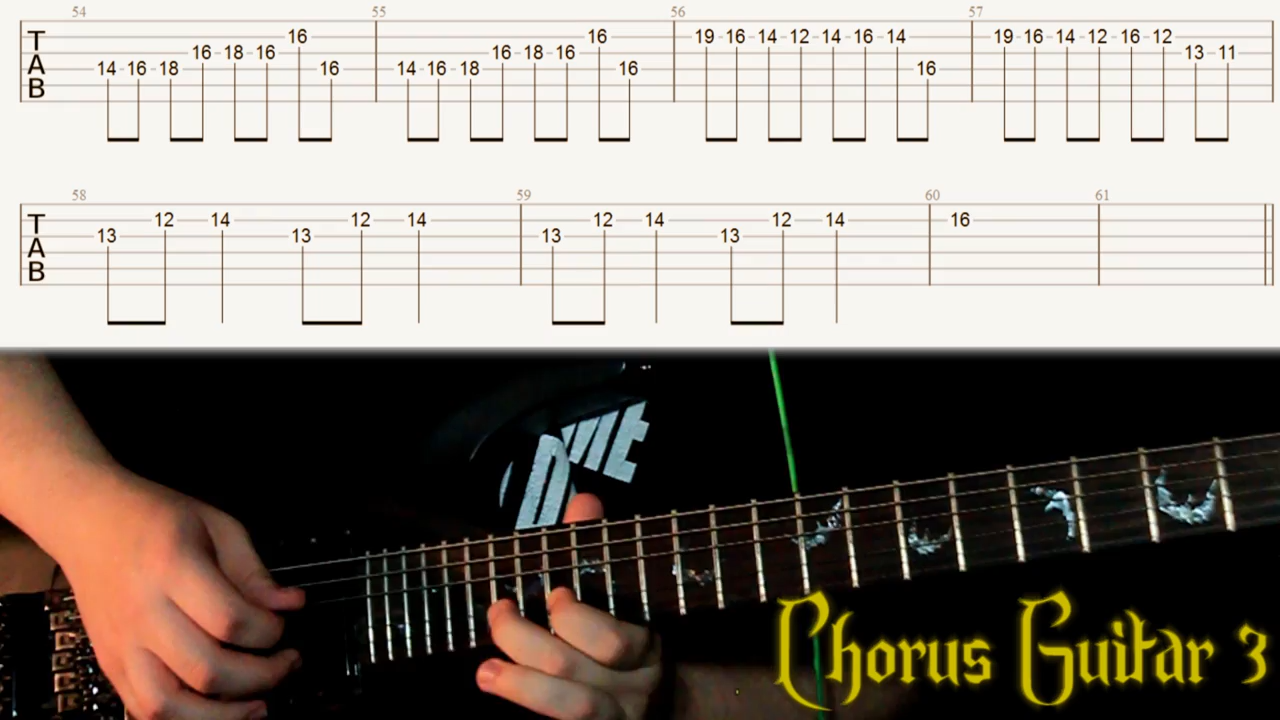 54 55 56 57
T
A
B
16 19 16 14 12 14 16 14 19 16 14 12 16 12
16 18 16 16 18 16 13 11
14 16 18 16 14 16 18 16 16
58 59 60 61
T
A
B
12 14 12 14 12 14 12 14 16
13 13 13 13
Chorus Guitar 3